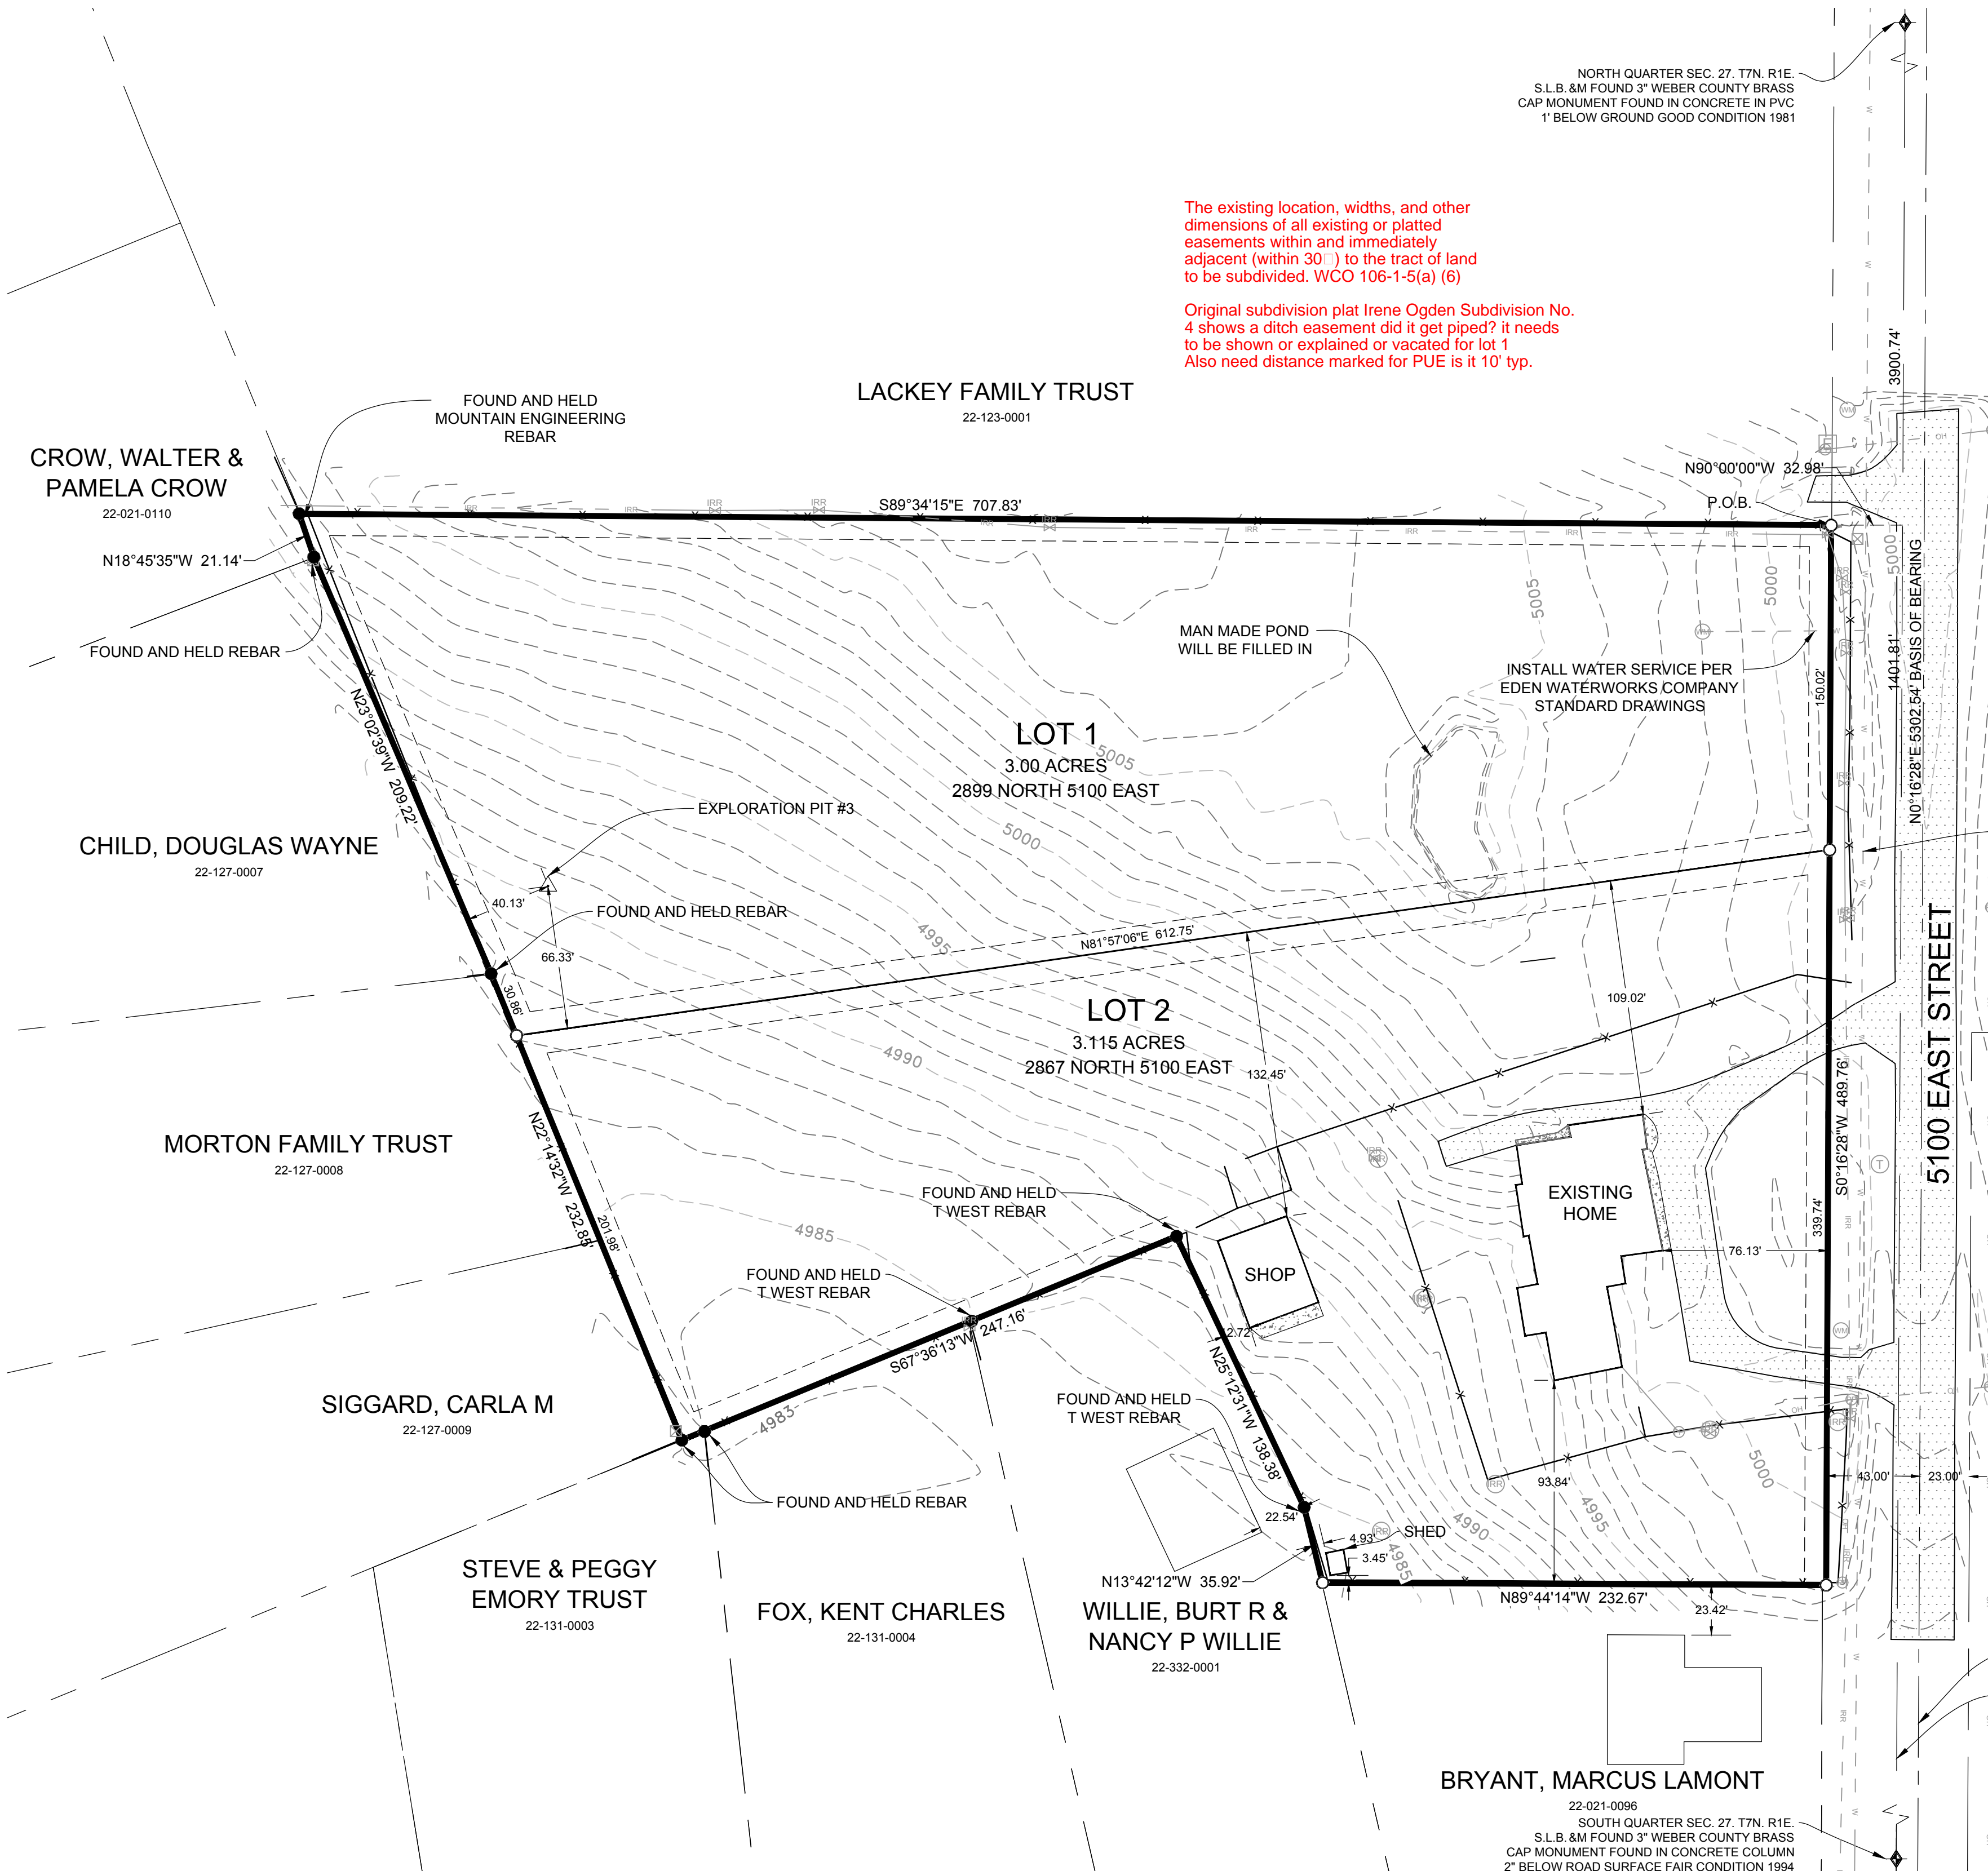 NORTH QUARTER SEC. 27. T7N. R1E.
S.L.B.&M FOUND 3" WEBER COUNTY BRASS
CAP MONUMENT FOUND IN CONCRETE IN PVC
1' BELOW GROUND GOOD CONDITION 1981
The existing location, widths, and other
dimensions of all existing or platted
easements within and immediately
adjacent (within 30□) to the tract of land
to be subdivided. WCO 106-1-5(a) (6)
Original subdivision plat Irene Ogden Subdivision No.
4 shows a ditch easement did it get piped? it needs
to be shown or explained or vacated for lot 1
Also need distance marked for PUE is it 10' typ.
3900.74'
LACKEY FAMILY TRUST
22-123-0001
FOUND AND HELD
MOUNTAIN ENGINEERING
REBAR
CROW, WALTER &
PAMELA CROW
22-021-0110
N90°00'00"W 32.98'
P.O.B.
S89°34'15"E 707.83'
N18°45'35"W 21.14'
FOUND AND HELD REBAR
MAN MADE POND
WILL BE FILLED IN
INSTALL WATER SERVICE PER
EDEN WATERWORKS COMPANY
STANDARD DRAWINGS
5005
5000
5000
150.02'
1401.81'
N0°16'28"E 5302.54' BASIS OF BEARING
N23°02'39"W 209.22'
LOT 1
3.00 ACRES
2899 NORTH 5100 EAST
5005
5000
EXPLORATION PIT #3
CHILD, DOUGLAS WAYNE
22-127-0007
40.13'
FOUND AND HELD REBAR
66.33'
30.86'
4995
N81°57'06"E 612.75'
LOT 2
3.115 ACRES
2867 NORTH 5100 EAST
132.45'
109.02'
4990
5100 EAST STREET
S0°16'28"W 489.76'
339.74'
MORTON FAMILY TRUST
22-127-0008
N22°14'32"W 232.85'
201.98'
FOUND AND HELD
T WEST REBAR
4985
EXISTING
HOME
76.13'
SHOP
FOUND AND HELD
T WEST REBAR
S67°36'13"W 247.16'
2.72'
N25°12'31"W 138.38'
SIGGARD, CARLA M
22-127-0009
4983
FOUND AND HELD
T WEST REBAR
FOUND AND HELD REBAR
93.84'
43.00'
23.00'
5000
4995
4990
4985
22.54'
4.93'
SHED
3.45'
N13°42'12"W 35.92'
N89°44'14"W 232.67'
23.42'
STEVE & PEGGY
EMORY TRUST
22-131-0003
FOX, KENT CHARLES
22-131-0004
WILLIE, BURT R &
NANCY P WILLIE
22-332-0001
BRYANT, MARCUS LAMONT
22-021-0096
SOUTH QUARTER SEC. 27. T7N. R1E.
S.L.B.&M FOUND 3" WEBER COUNTY BRASS
CAP MONUMENT FOUND IN CONCRETE COLUMN
2" BELOW ROAD SURFACE FAIR CONDITION 1994